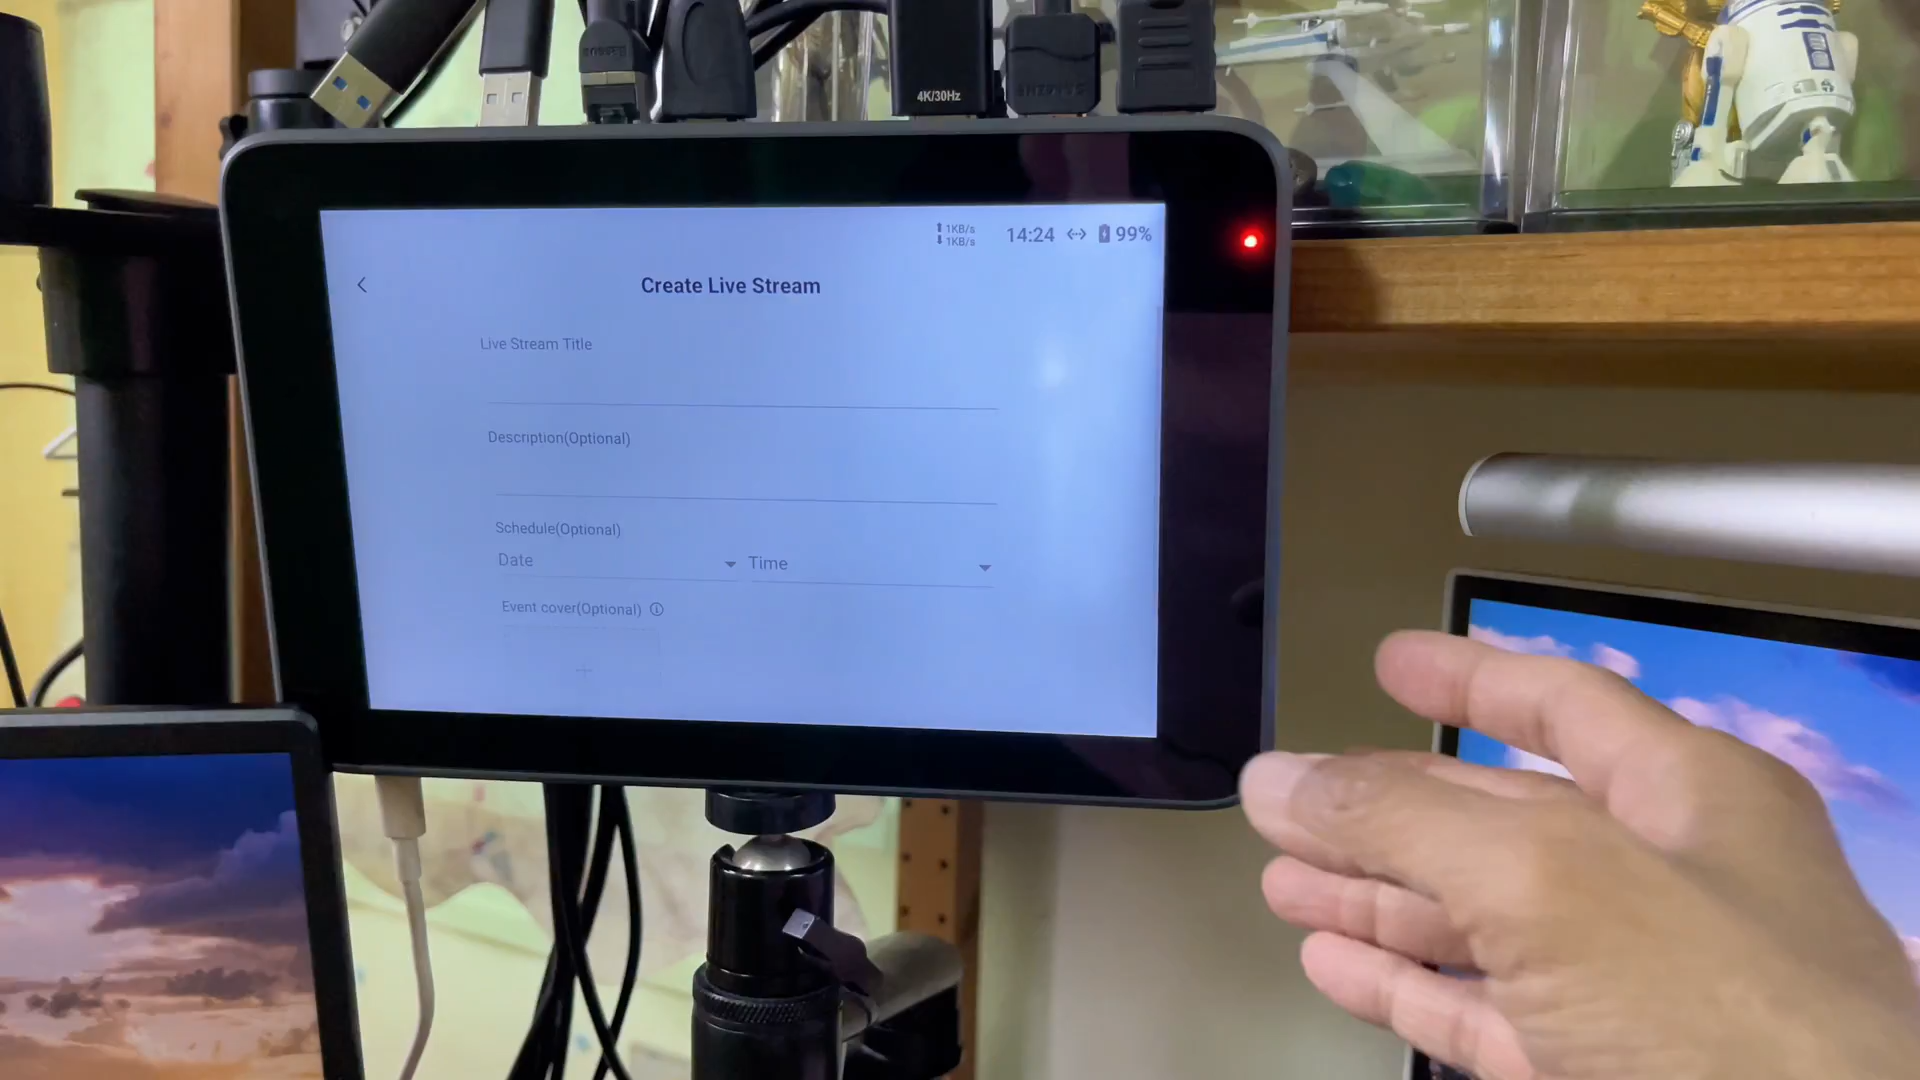 4K/30Hz
1KB/s
1KB/s
14:24
99%
Create Live Stream
Live Stream Title
Description(Optional)
Schedule(Optional)
Date
Time
Event cover(Optional)